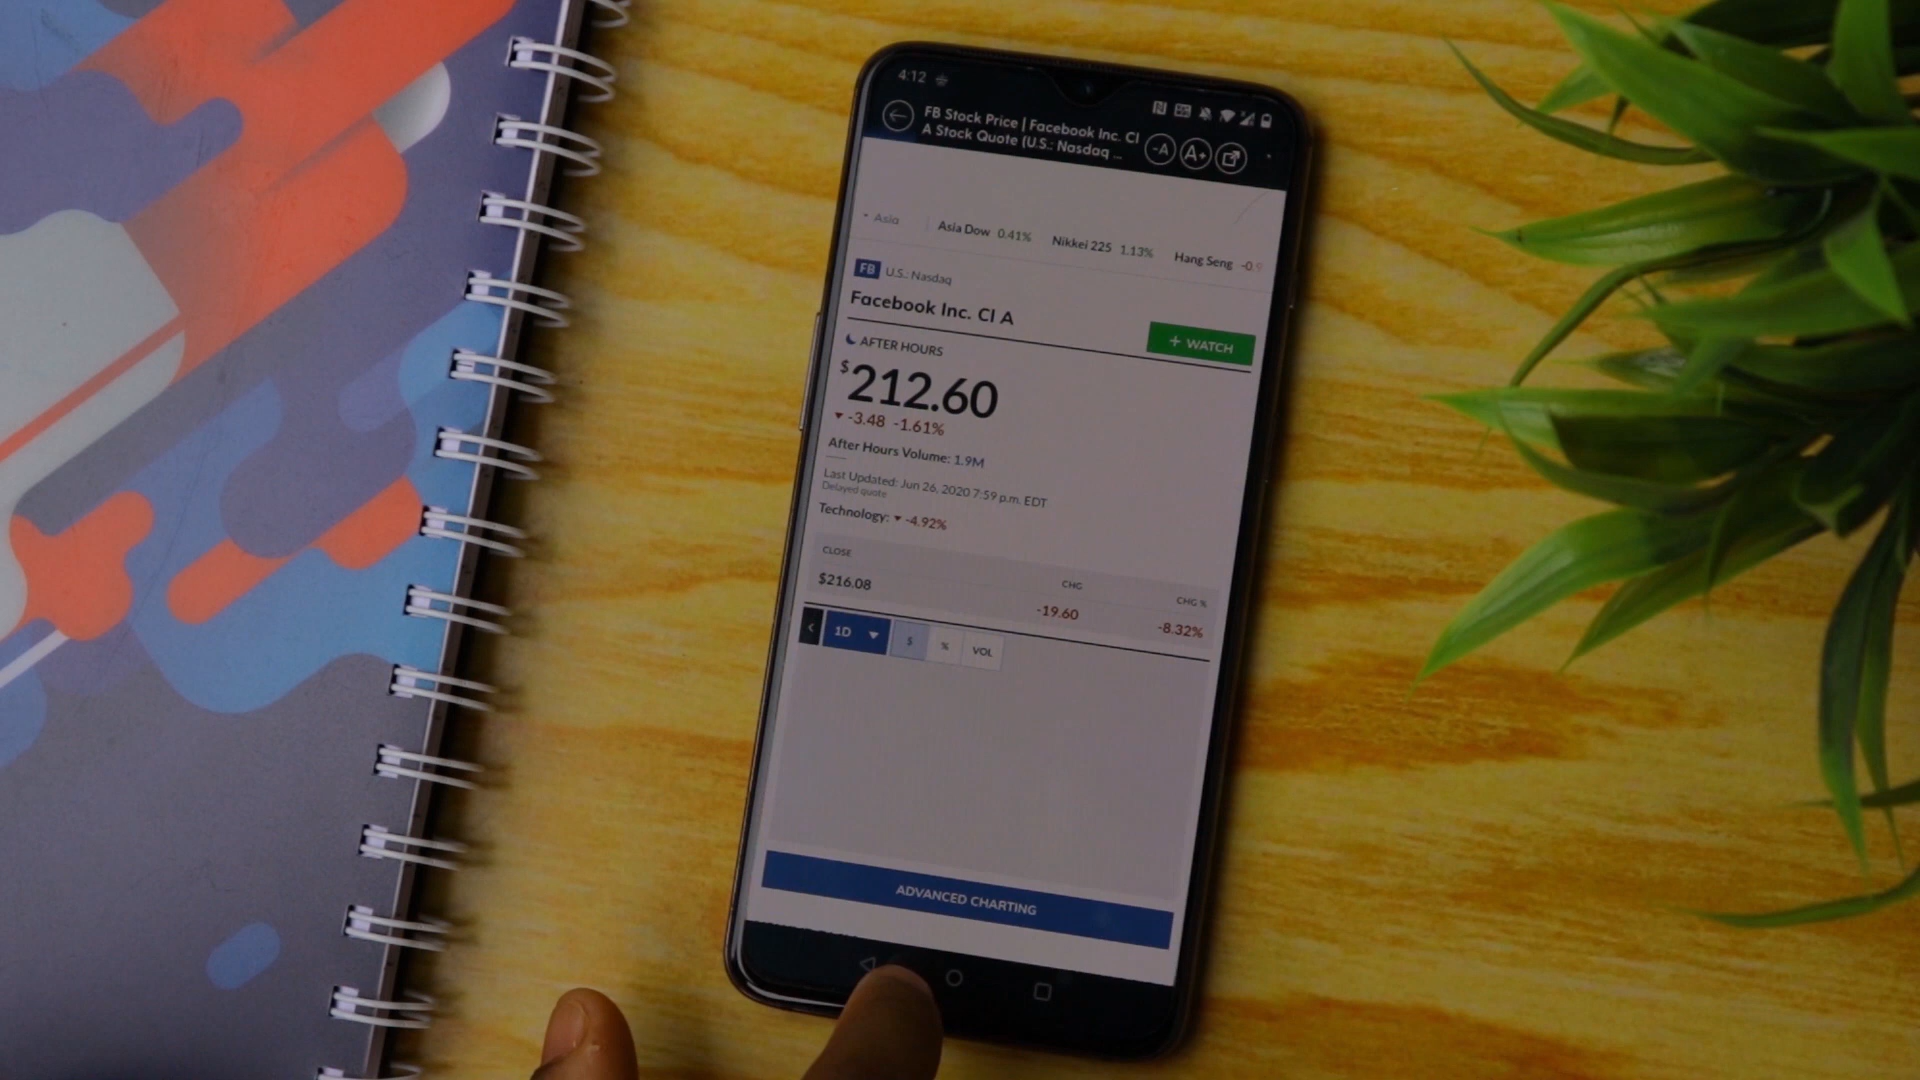 4:12
FB Stock Price | Facebook Inc. Cl
A Stock Quote (U.S.: Nasdaq ...
-A A+
Asia Asia Dow 0.41% Nikkei 225 1.13% Hang Seng -0.9
FB U.S.: Nasdaq
Facebook Inc. Cl A
+ WATCH
AFTER HOURS
$212.60
-3.48 -1.61%
After Hours Volume: 1.9M
Last Updated: Jun 26, 2020 7:59 p.m. EDT
Delayed quote
Technology: -4.92%
CLOSE CHG CHG %
$216.08 -19.60 -8.32%
1D $ % VOL
ADVANCED CHARTING